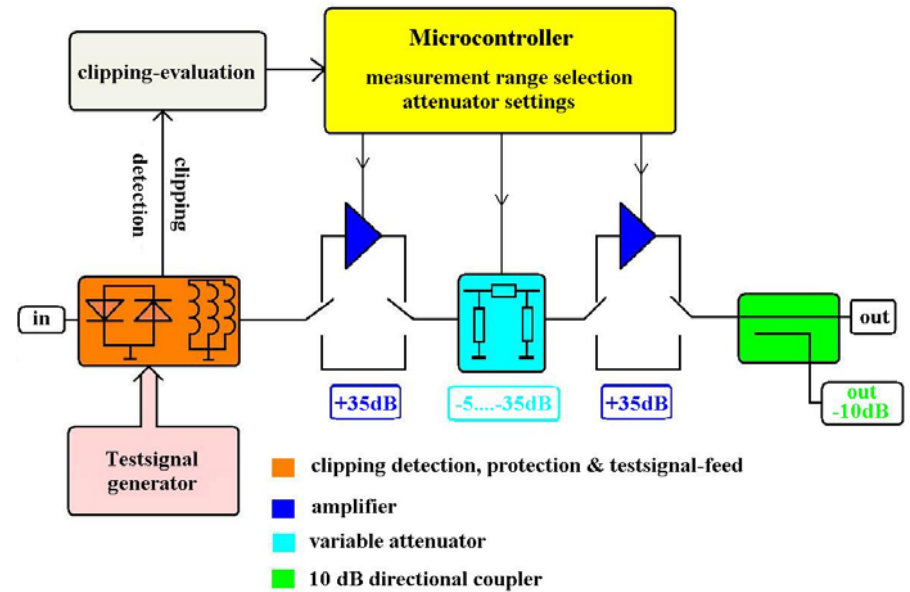 Microcontroller
measurement range selection
attenuator settings
clipping-evaluation
clipping
detection
in
out
+35dB
-5....-35dB
+35dB
out
-10dB
Testsignal
generator
clipping detection, protection & testsignal-feed
amplifier
variable attenuator
10 dB directional coupler